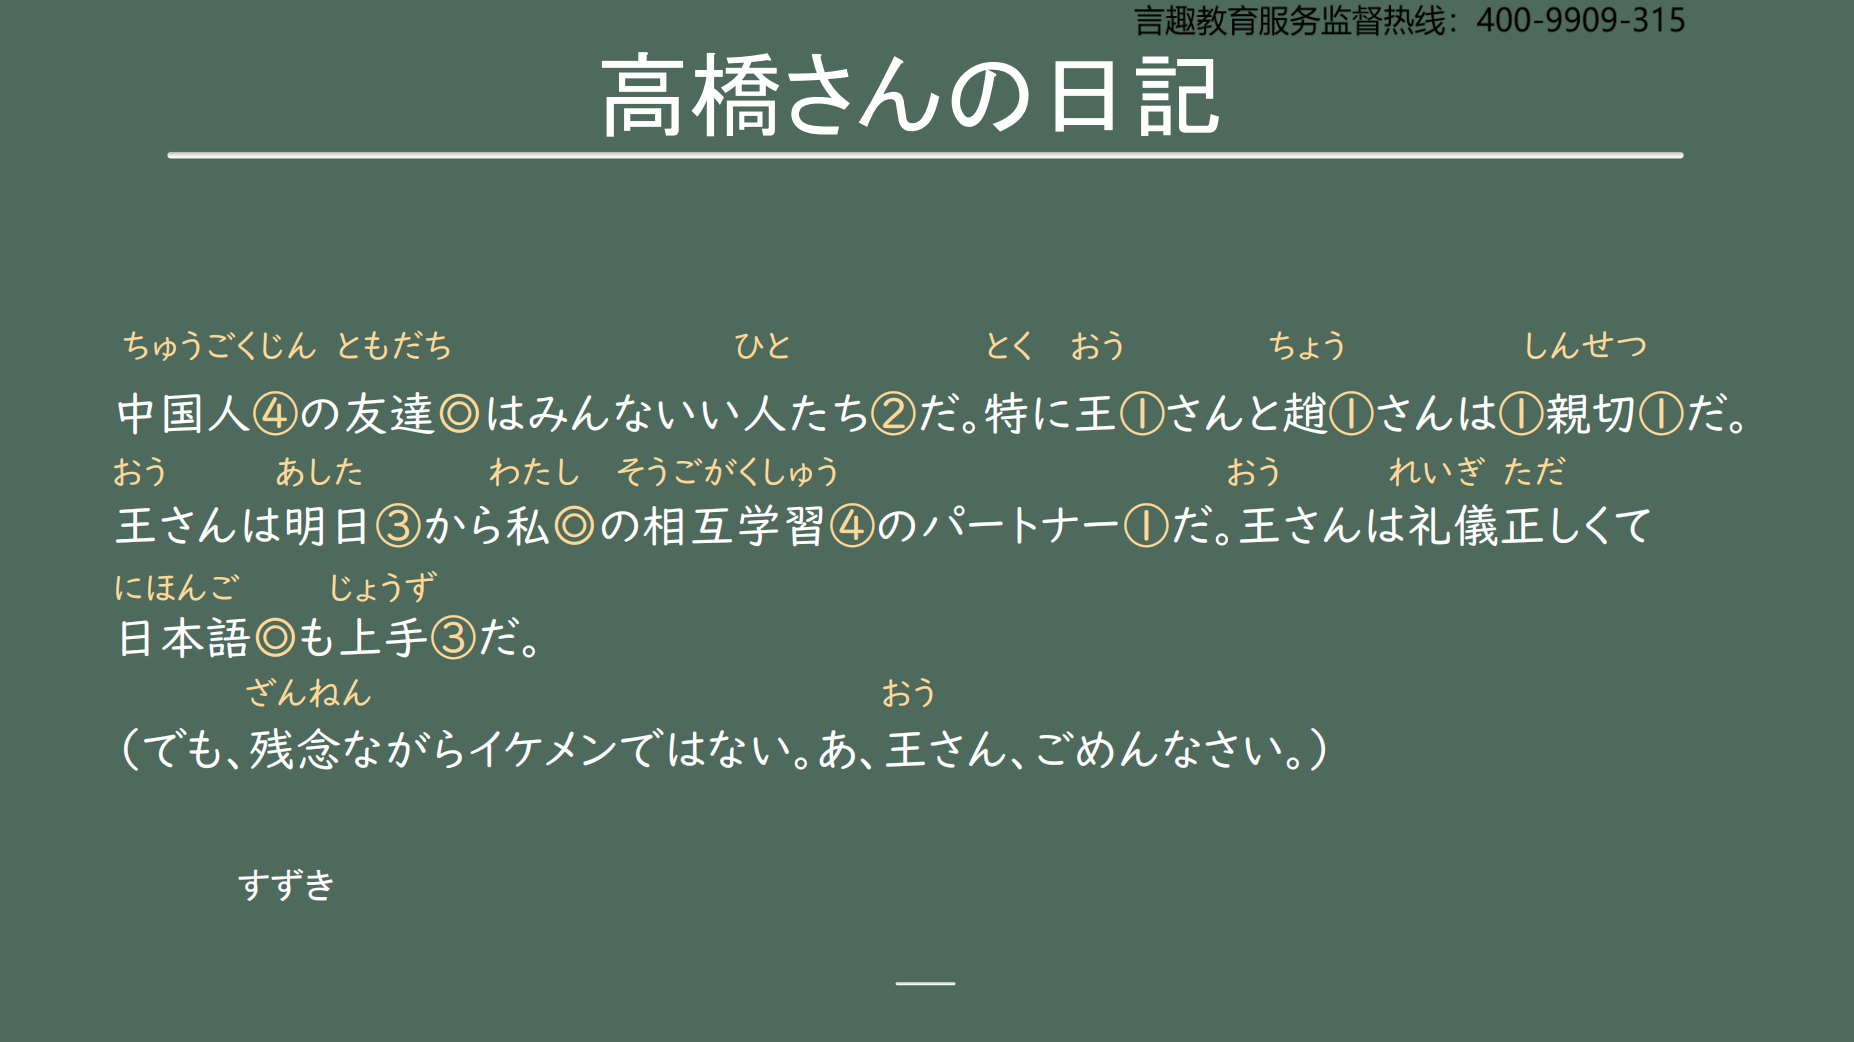 言趣教育服务监督热线：400-9909-315
高橋さんの日記
ちゅうごくじん ともだち ひと とく おう ちょう しんせつ
中国人④の友達◎はみんないい人たち②だ。特に王①さんと趙①さんは①親切①だ。
おう あした わたし そうごがくしゅう おう れいぎ ただ
王さんは明日③から私◎の相互学習④のパートナー①だ。王さんは礼儀正しくて
にほんご じょうず
日本語◎も上手③だ。
ざんねん おう
（でも、残念ながらイケメンではない。あ、王さん、ごめんなさい。）
すずき